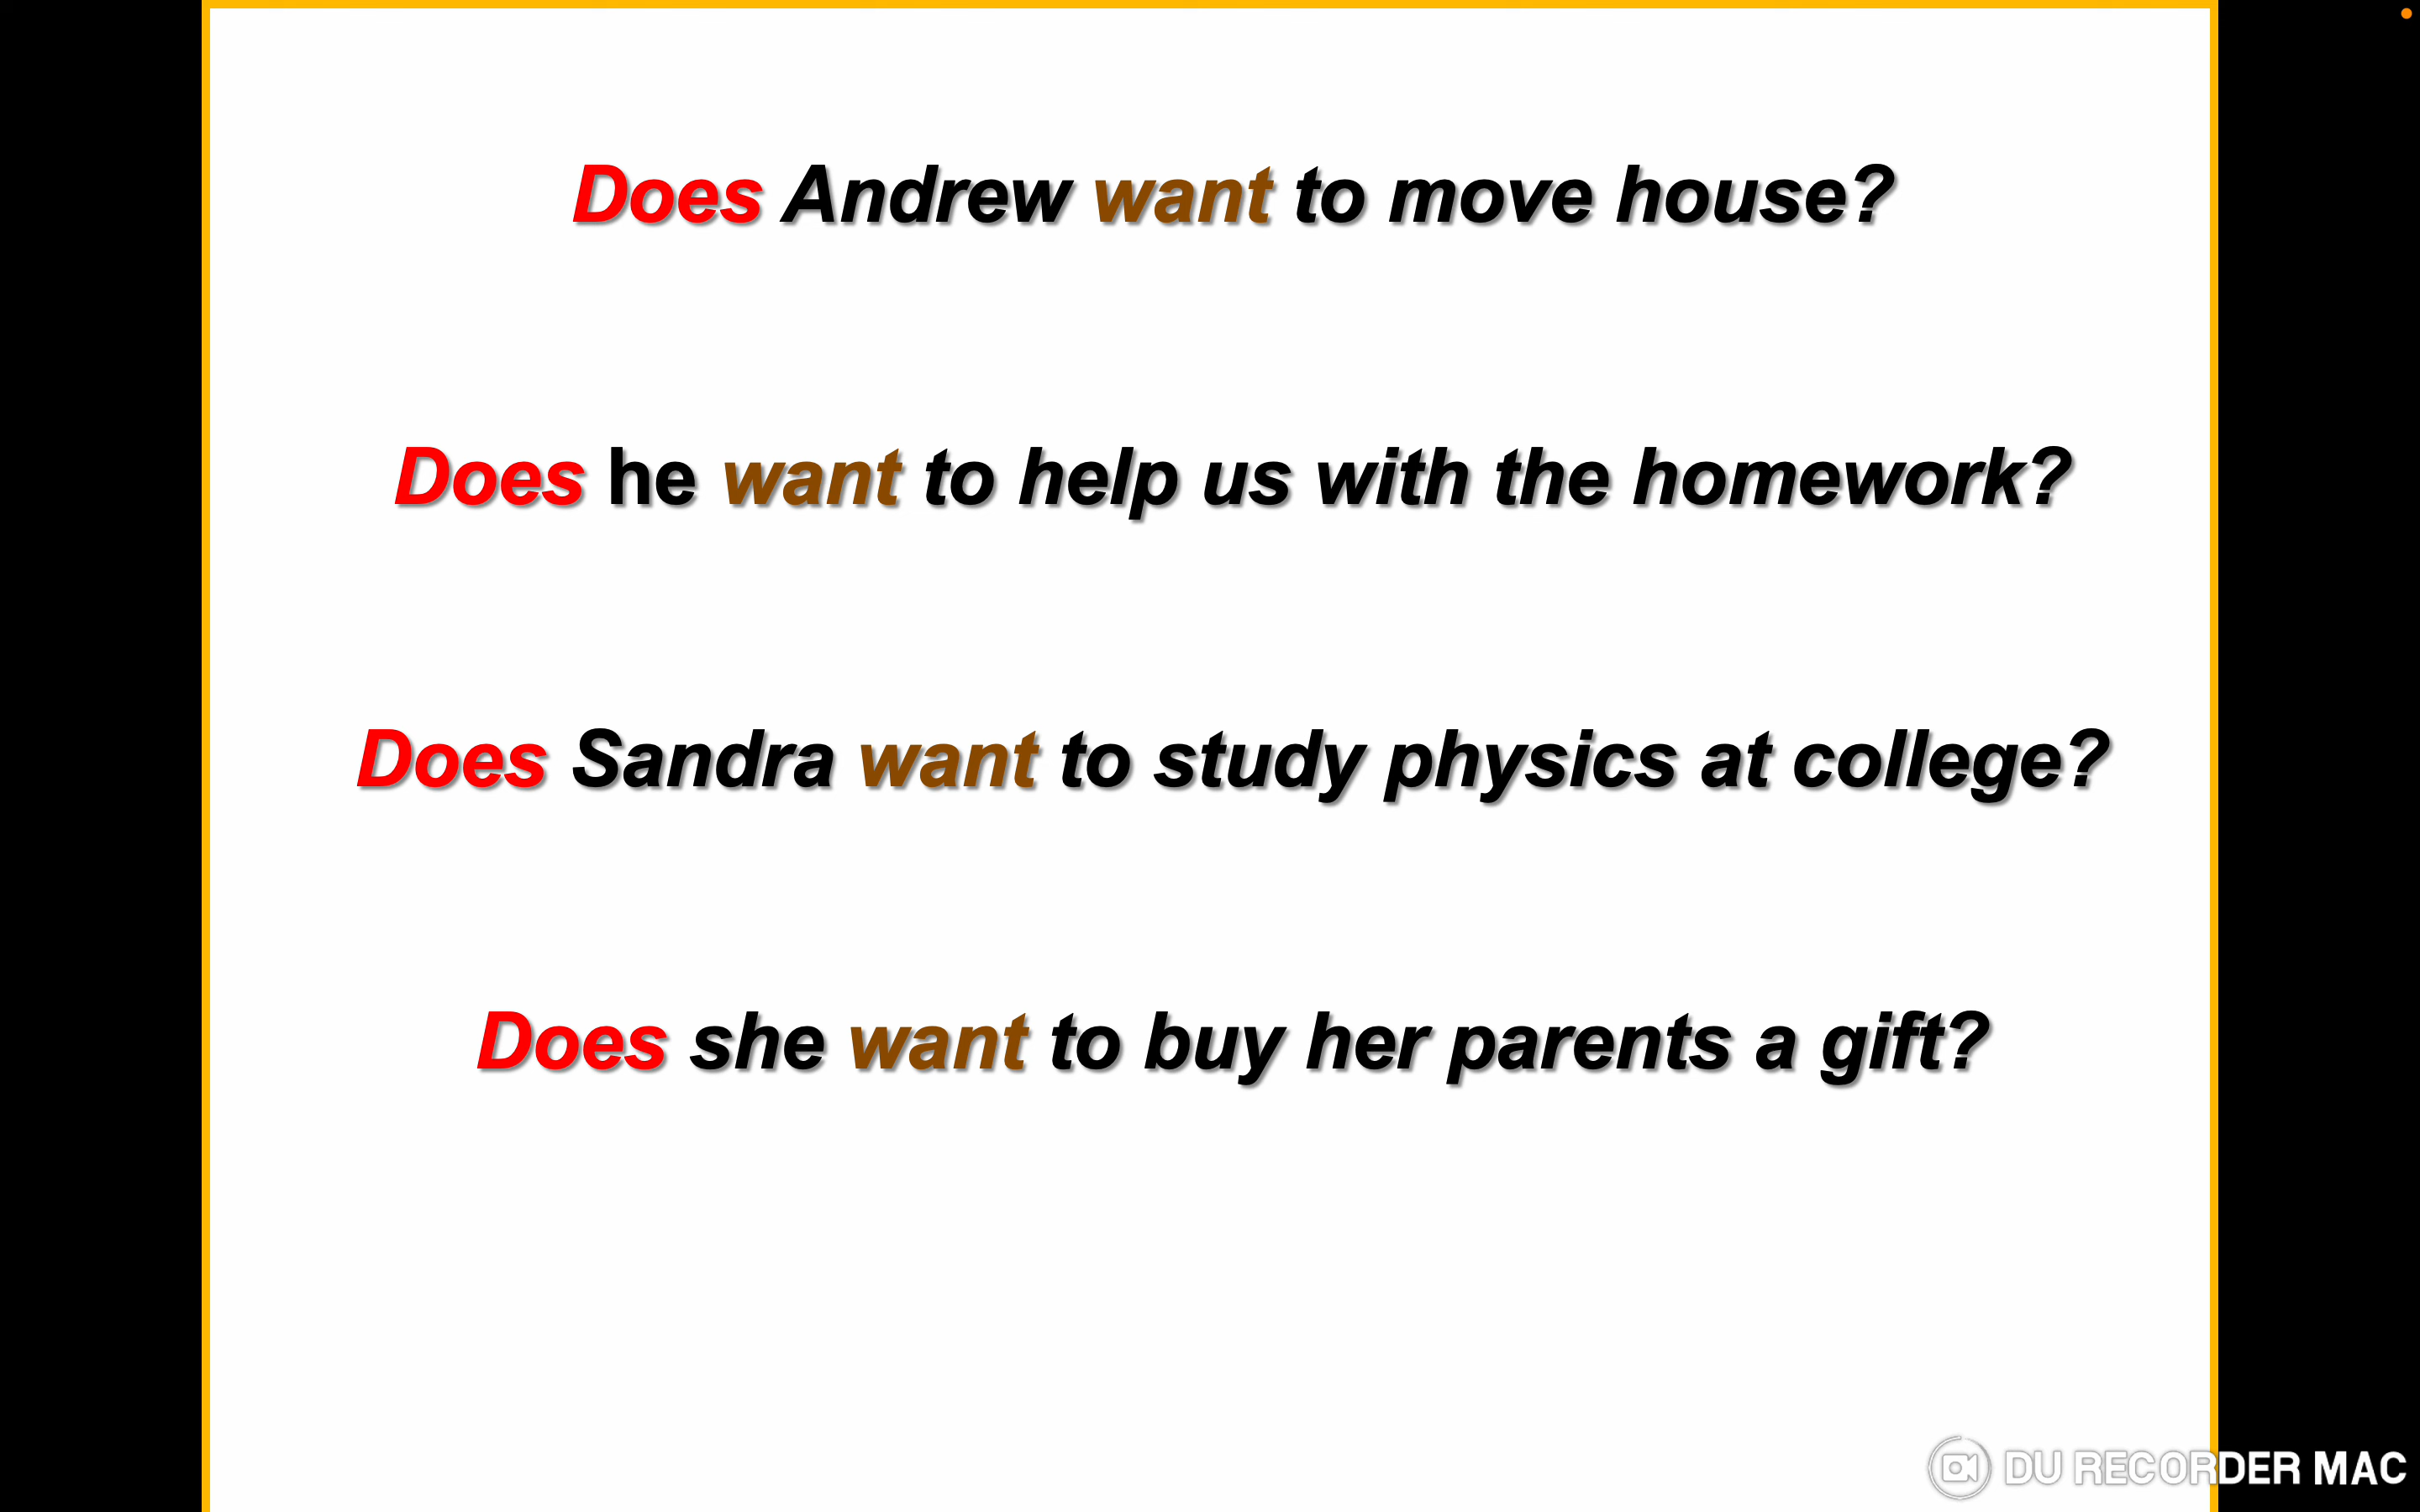 Does Andrew want to move house?
Does he want to help us with the homework?
Does Sandra want to study physics at college?
Does she want to buy her parents a gift?
DU RECORDER MAC